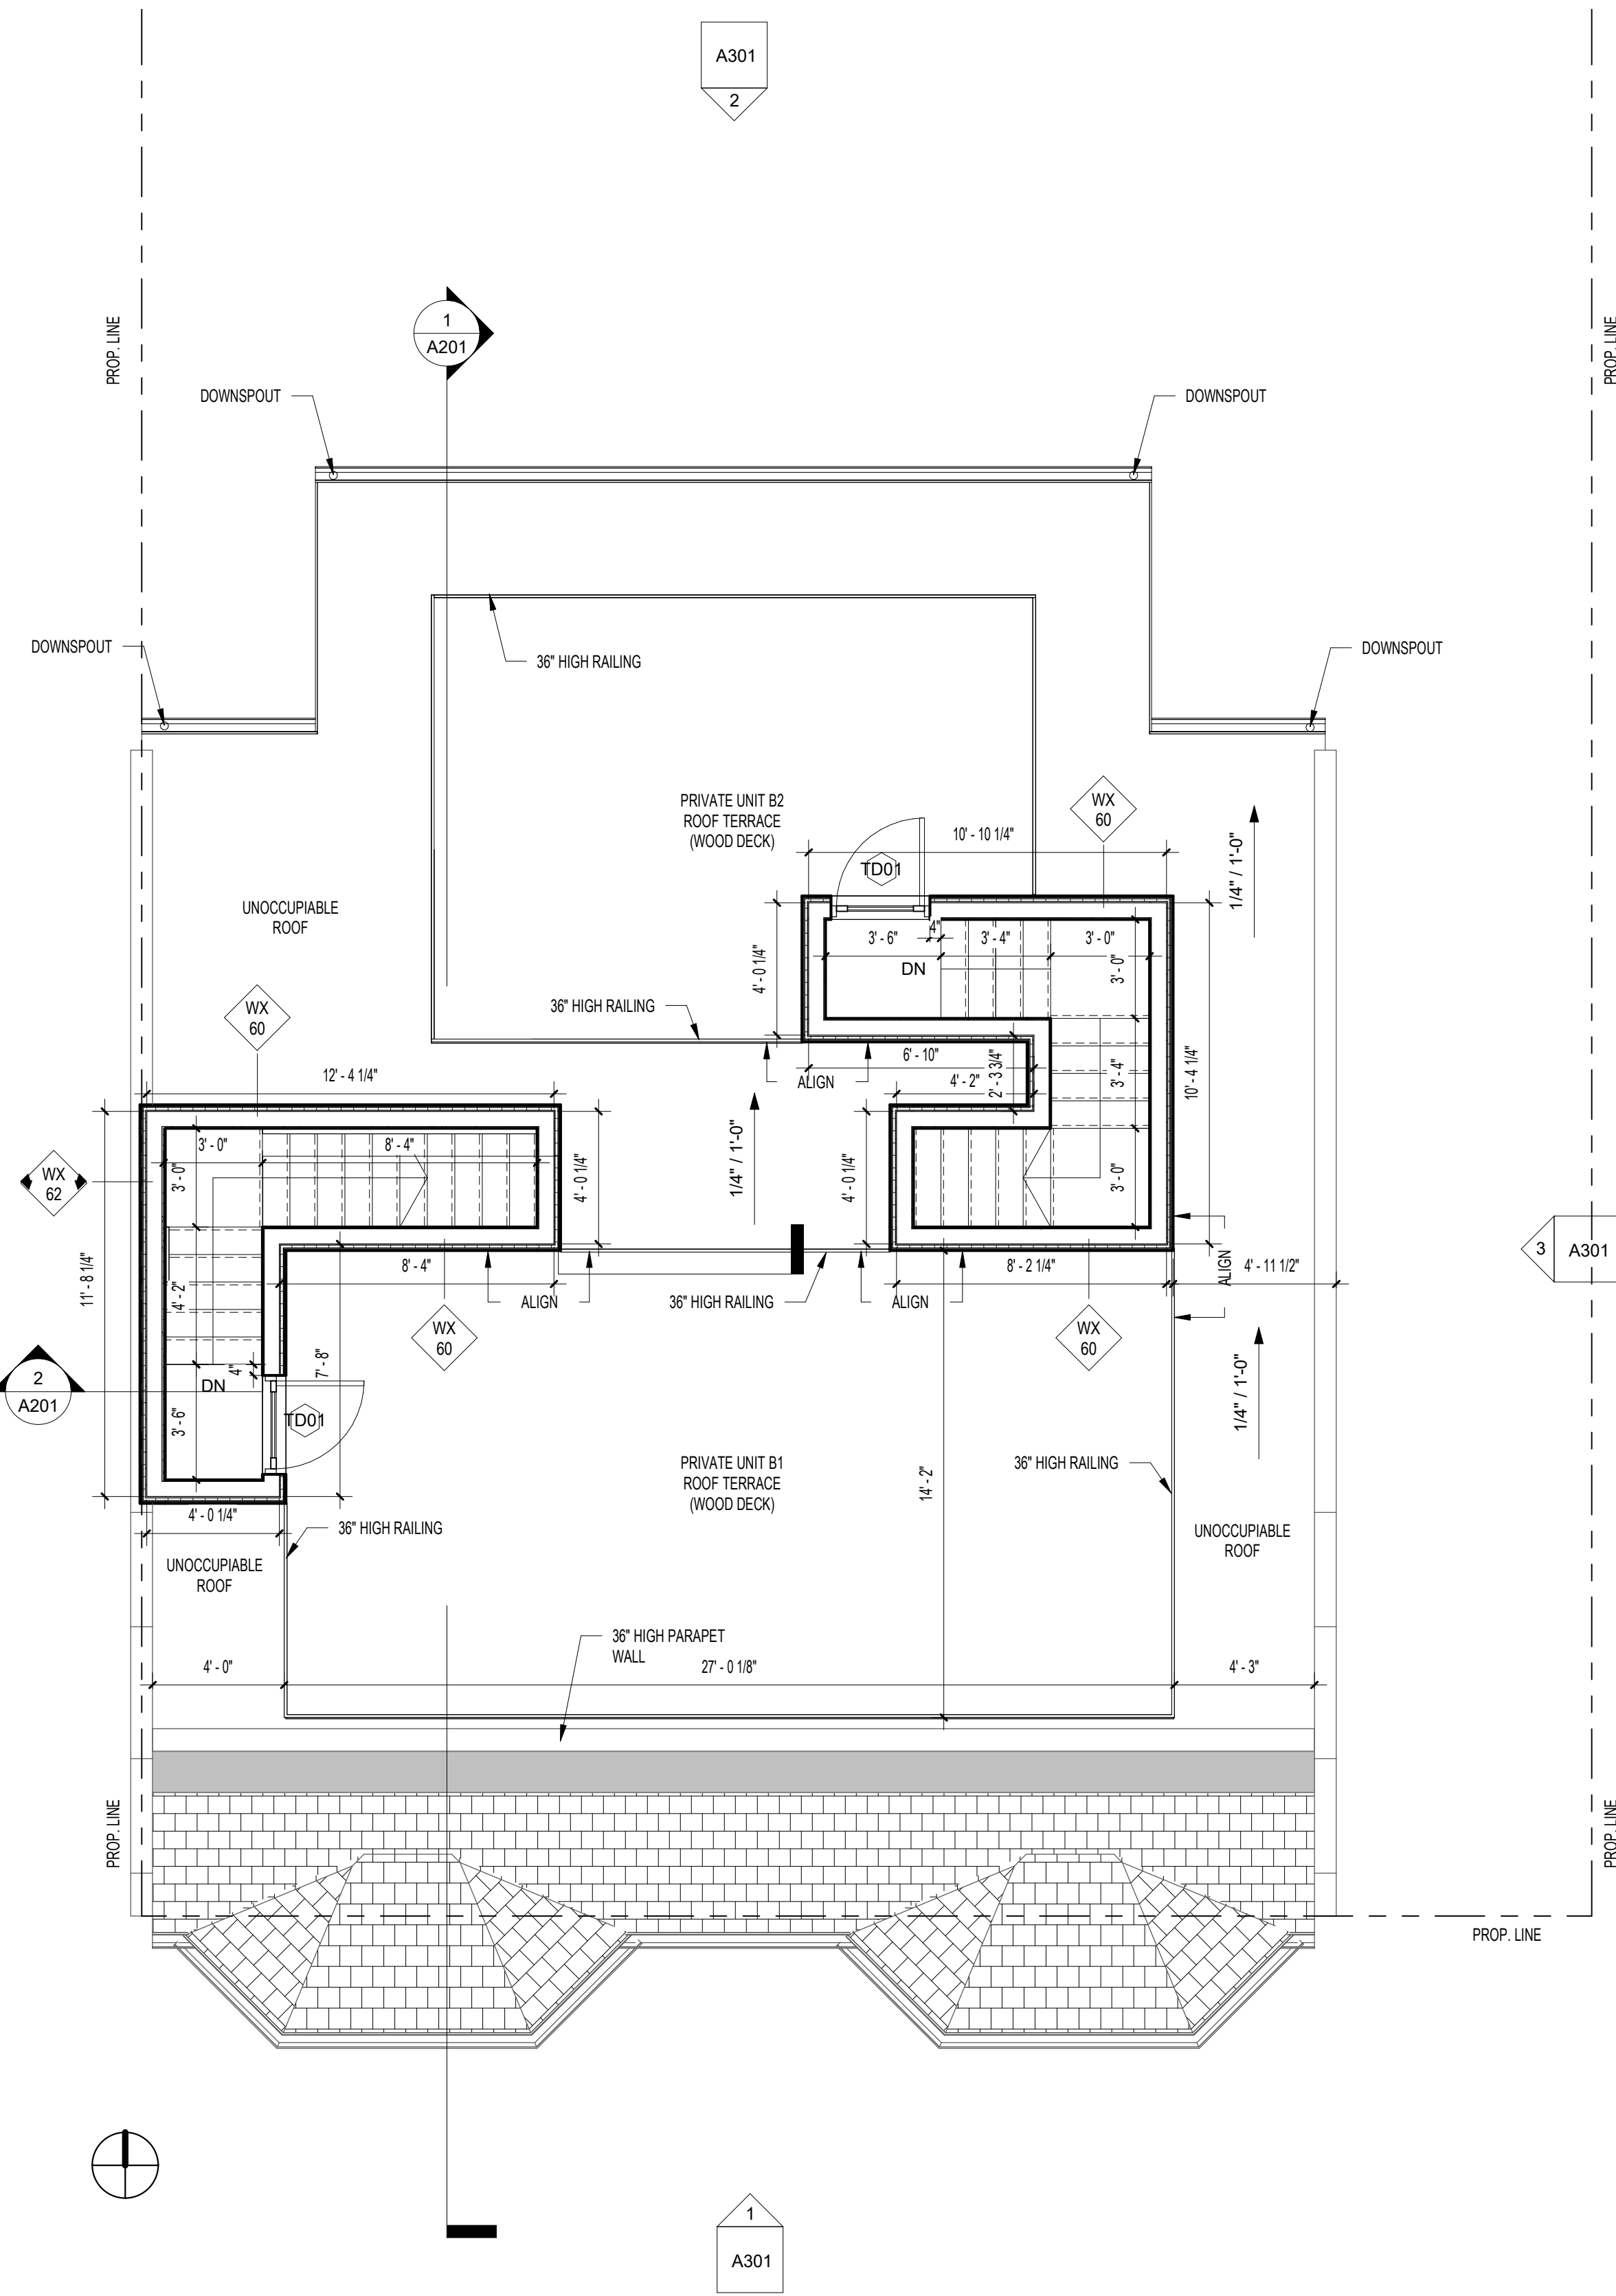 A301
2
PROP. LINE
PROP. LINE
1
A201
DOWNSPOUT
DOWNSPOUT
DOWNSPOUT
DOWNSPOUT
36" HIGH RAILING
PRIVATE UNIT B2
ROOF TERRACE
(WOOD DECK)
WX
60
10' - 10 1/4"
TD01
1/4" / 1'-0"
UNOCCUPIABLE
ROOF
4"
3' - 6"
3' - 4"
3' - 0"
DN
3' - 0"
4' - 0 1/4"
36" HIGH RAILING
WX
60
6' - 10"
ALIGN
4' - 2"
2' - 3 3/4"
3' - 4"
10' - 4 1/4"
12' - 4 1/4"
3' - 0"
8' - 4"
3' - 0"
WX
62
4' - 0 1/4"
1/4" / 1'-0"
4' - 0 1/4"
3' - 0"
3
A301
11' - 8 1/4"
4' - 2"
8' - 4"
8' - 2 1/4"
ALIGN
4' - 11 1/2"
ALIGN
36" HIGH RAILING
ALIGN
WX
60
WX
60
7' - 8"
4"
1/4" / 1'-0"
2
A201
DN
3' - 6"
TD01
PRIVATE UNIT B1
ROOF TERRACE
(WOOD DECK)
14' - 2"
36" HIGH RAILING
4' - 0 1/4"
36" HIGH RAILING
UNOCCUPIABLE
ROOF
UNOCCUPIABLE
ROOF
36" HIGH PARAPET
WALL
4' - 0"
27' - 0 1/8"
4' - 3"
PROP. LINE
PROP. LINE
PROP. LINE
1
A301